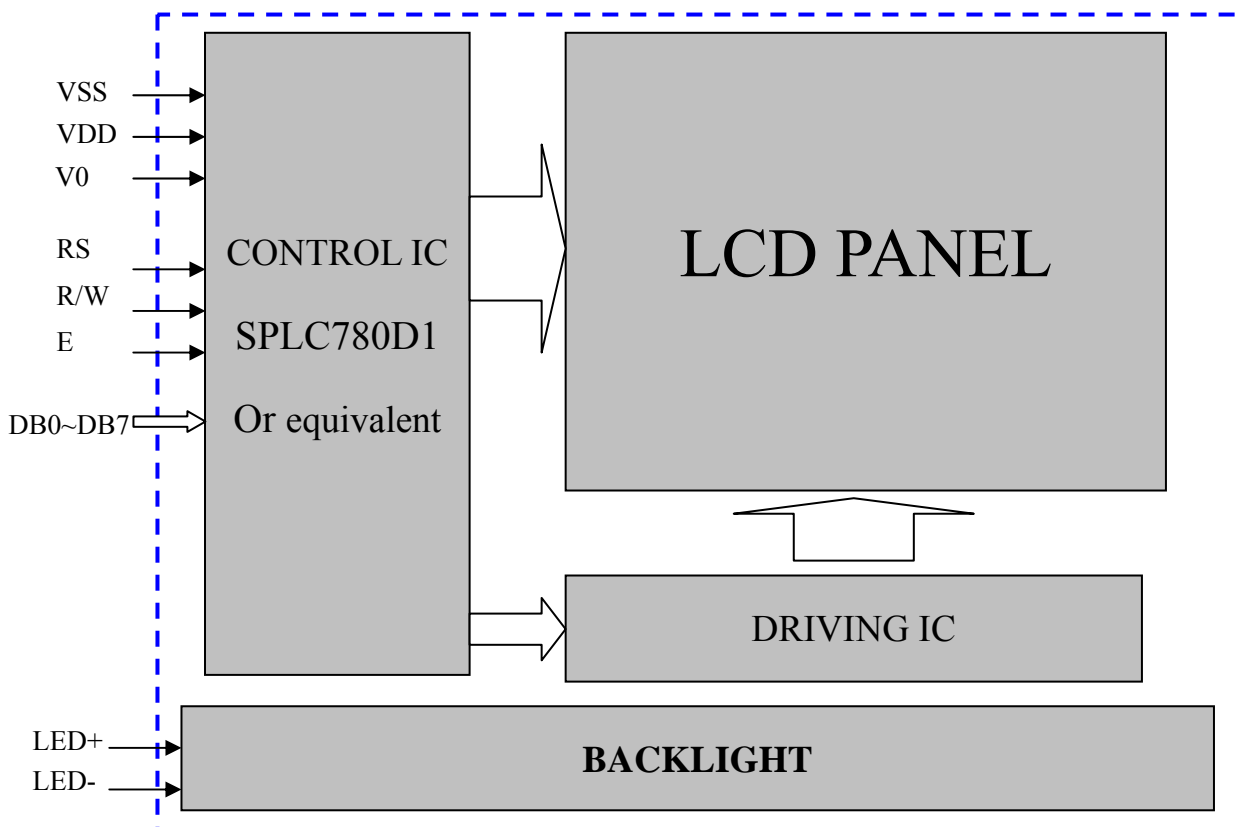 VSS
VDD
V0
RS
R/W
E
DB0~DB7
CONTROL IC
SPLC780D1
Or equivalent
LCD PANEL
DRIVING IC
LED+
LED-
BACKLIGHT